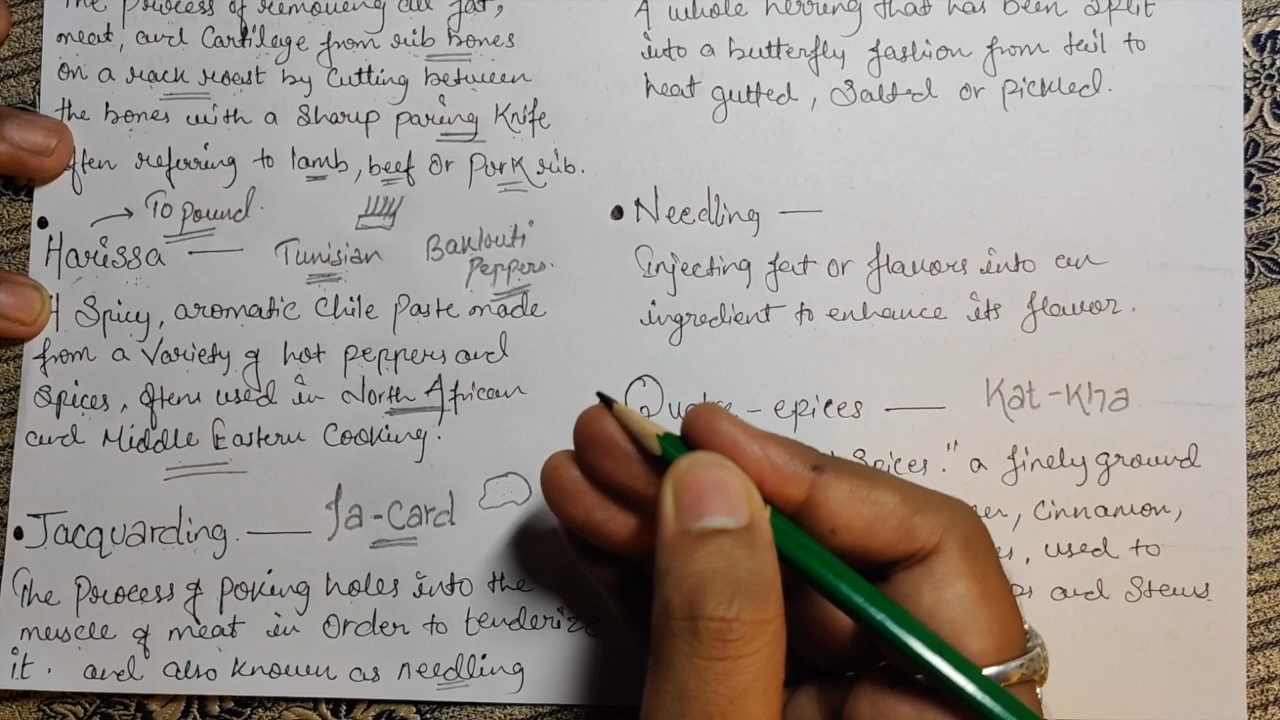 The Process of removing all fat,
meat, and Cartilage from rib bones
on a rack roast by Cutting between
the bones with a Sharp paring Knife
often referring to lamb, beef or Pork rib.
To pound.
Harissa — Tunisian Baklouti
Peppers.
A Spicy, aromatic Chile Paste made
from a Variety of hot peppers and
Spices, Often used in North African
and Middle Eastern Cooking.
• Jacquarding — Ja-Card
The Process of Poking holes into the
muscle of meat in Order to tenderize
it. and also known as needling
A whole herring that has been Split
into a butterfly fashion from tail to
heat gutted, Salted or pickled.
• Needling —
Injecting fat or flavors into an
ingredient to enhance its flavor.
- epices — Kat-Kha
Spices." a finely ground
Cinnamon,
used to
and Stews